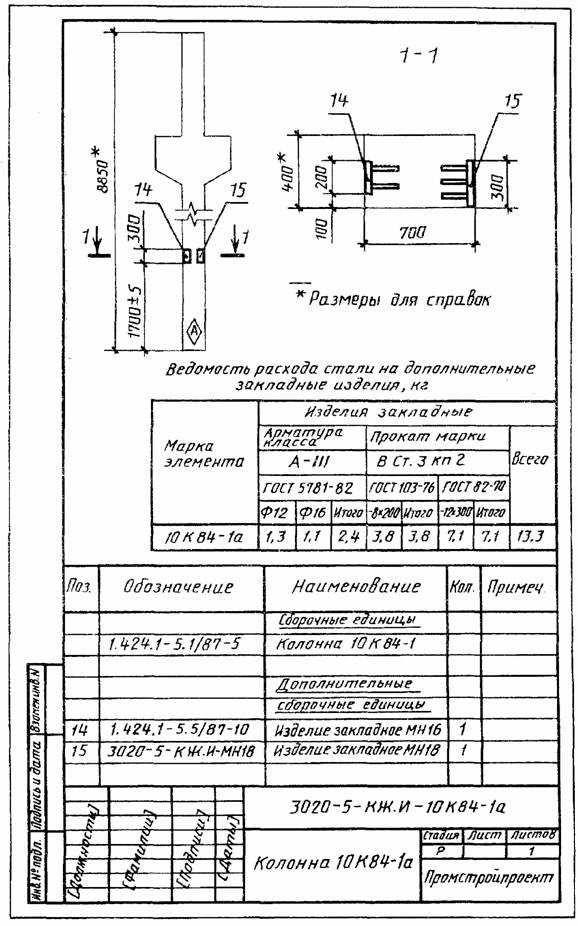 1-1
8850*
14
15
1
1
300
1700±5
А
14
15
400*
200
100
300
700
* Размеры для справок
Ведомость расхода стали на дополнительные
закладные изделия, кг
Марка
элемента
Изделия закладные
Арматура
класса
Прокат марки
Всего
А-III
В Ст. 3 кп 2
ГОСТ 5781-82
ГОСТ 103-76
ГОСТ 82-70
Ф12
Ф16
Итого
-8×200
Итого
-12×300
Итого
10К84-1а
1,3
1,1
2,4
3,8
3,8
7,1
7,1
13.3
Поз.
Обозначение
Наименование
Кол.
Примеч.
Сборочные единицы
1.424.1-5.1/87-5
Колонна 10К84-1
Дополнительные
сборочные единицы
14
1.424.1-5.5/87-10
Изделие закладное МН16
1
15
3020-5-КЖ.И-МН18
Изделие закладное МН18
1
Взамен инв.N
Подпись и дата
Инв.№ подл.
[Должности]
[Фамилии]
[Подписи]
[Даты]
3020-5-КЖ.И-10К84-1а
Колонна 10К84-1а
Стадия
Лист
Листов
Р
1
Промстройпроект